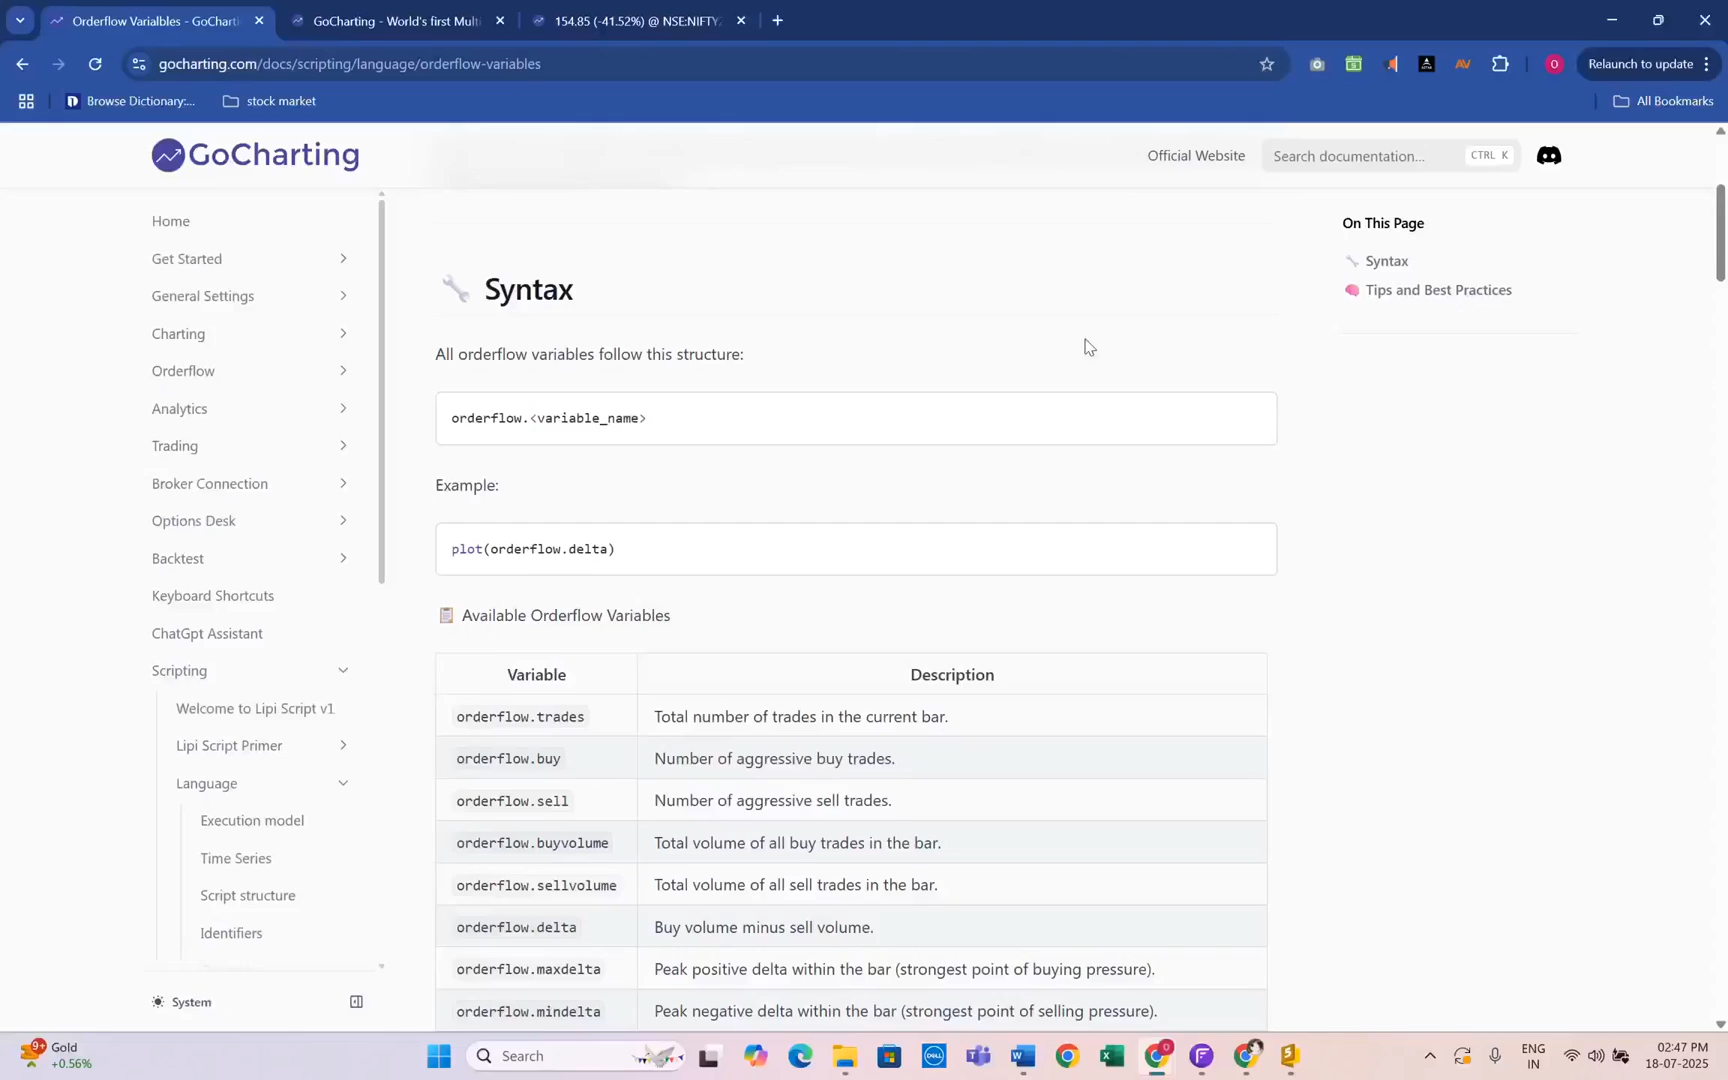 Orderflow Varialbles - GoCharti
GoCharting - World's first Multi
154.85 (-41.52%) @ NSE:NIFTY
gocharting.com/docs/scripting/language/orderflow-variables
O
Relaunch to update
Browse Dictionary:...
stock market
All Bookmarks
GoCharting
Official Website
Search documentation...
CTRL K
Home
Get Started
General Settings
Charting
Orderflow
Analytics
Trading
Broker Connection
Options Desk
Backtest
Keyboard Shortcuts
ChatGpt Assistant
Scripting
Welcome to Lipi Script v1
Lipi Script Primer
Language
Execution model
Time Series
Script structure
Identifiers
System
Syntax
All orderflow variables follow this structure:
orderflow.<variable_name>
Example:
plot(orderflow.delta)
Available Orderflow Variables
Variable Description
orderflow.trades Total number of trades in the current bar.
orderflow.buy Number of aggressive buy trades.
orderflow.sell Number of aggressive sell trades.
orderflow.buyvolume Total volume of all buy trades in the bar.
orderflow.sellvolume Total volume of all sell trades in the bar.
orderflow.delta Buy volume minus sell volume.
orderflow.maxdelta Peak positive delta within the bar (strongest point of buying pressure).
orderflow.mindelta Peak negative delta within the bar (strongest point of selling pressure).
On This Page
Syntax
Tips and Best Practices
9+
Gold
+0.56%
Search
ENG
IN
02:47 PM
18-07-2025